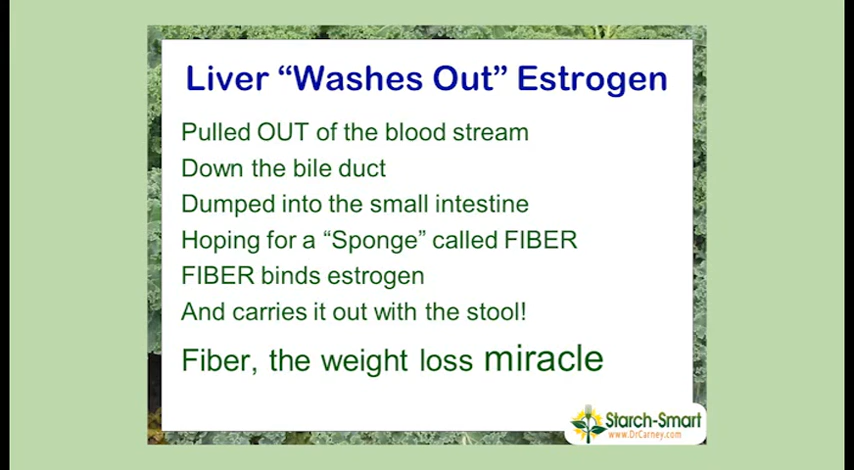 Liver “Washes Out” Estrogen
Pulled OUT of the blood stream
Down the bile duct
Dumped into the small intestine
Hoping for a “Sponge” called FIBER
FIBER binds estrogen
And carries it out with the stool!
Fiber, the weight loss miracle
Starch-Smart
www.DrCarney.com